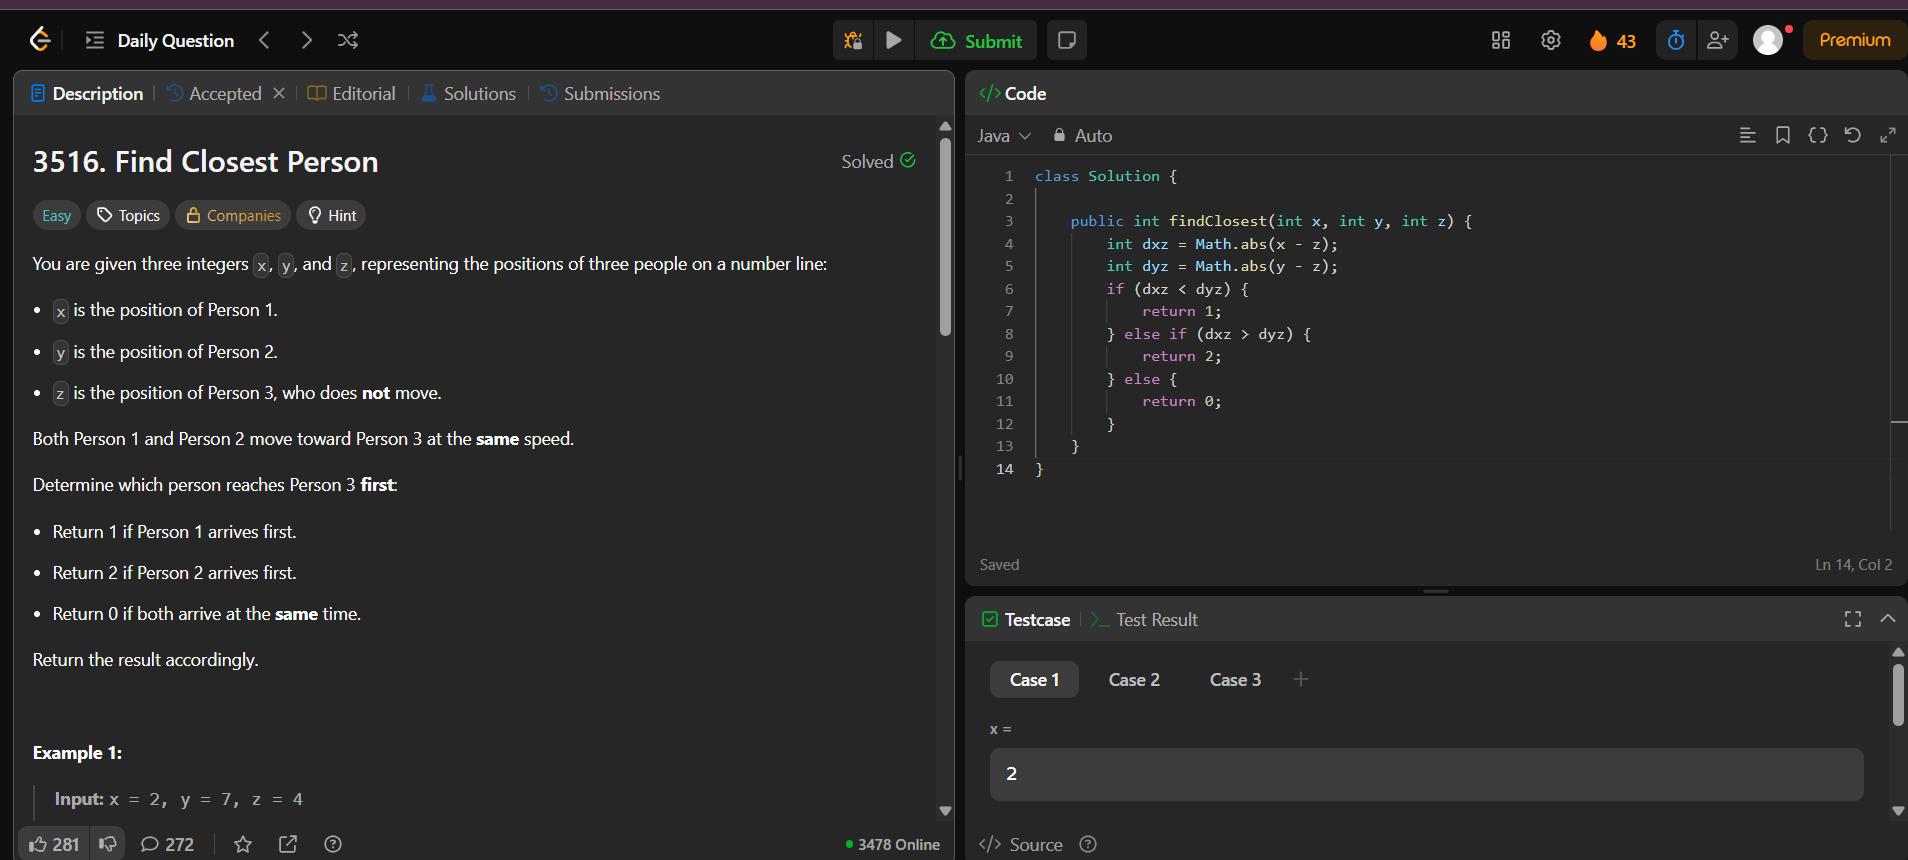 Daily Question
Submit
43
Premium
Description
Accepted
Editorial
Solutions
Submissions
3516. Find Closest Person
Solved
Easy
Topics
Companies
Hint
You are given three integers x, y, and z, representing the positions of three people on a number line:
• x is the position of Person 1.
• y is the position of Person 2.
• z is the position of Person 3, who does not move.
Both Person 1 and Person 2 move toward Person 3 at the same speed.
Determine which person reaches Person 3 first:
• Return 1 if Person 1 arrives first.
• Return 2 if Person 2 arrives first.
• Return 0 if both arrive at the same time.
Return the result accordingly.
Example 1:
Input: x = 2, y = 7, z = 4
281
272
3478 Online
</> Code
Java
Auto
1 class Solution {
2
3     public int findClosest(int x, int y, int z) {
4         int dxz = Math.abs(x - z);
5         int dyz = Math.abs(y - z);
6         if (dxz < dyz) {
7             return 1;
8         } else if (dxz > dyz) {
9             return 2;
10         } else {
11             return 0;
12         }
13     }
14 }
Saved
Ln 14, Col 2
Testcase
>_ Test Result
Case 1
Case 2
Case 3
+
x =
2
</> Source